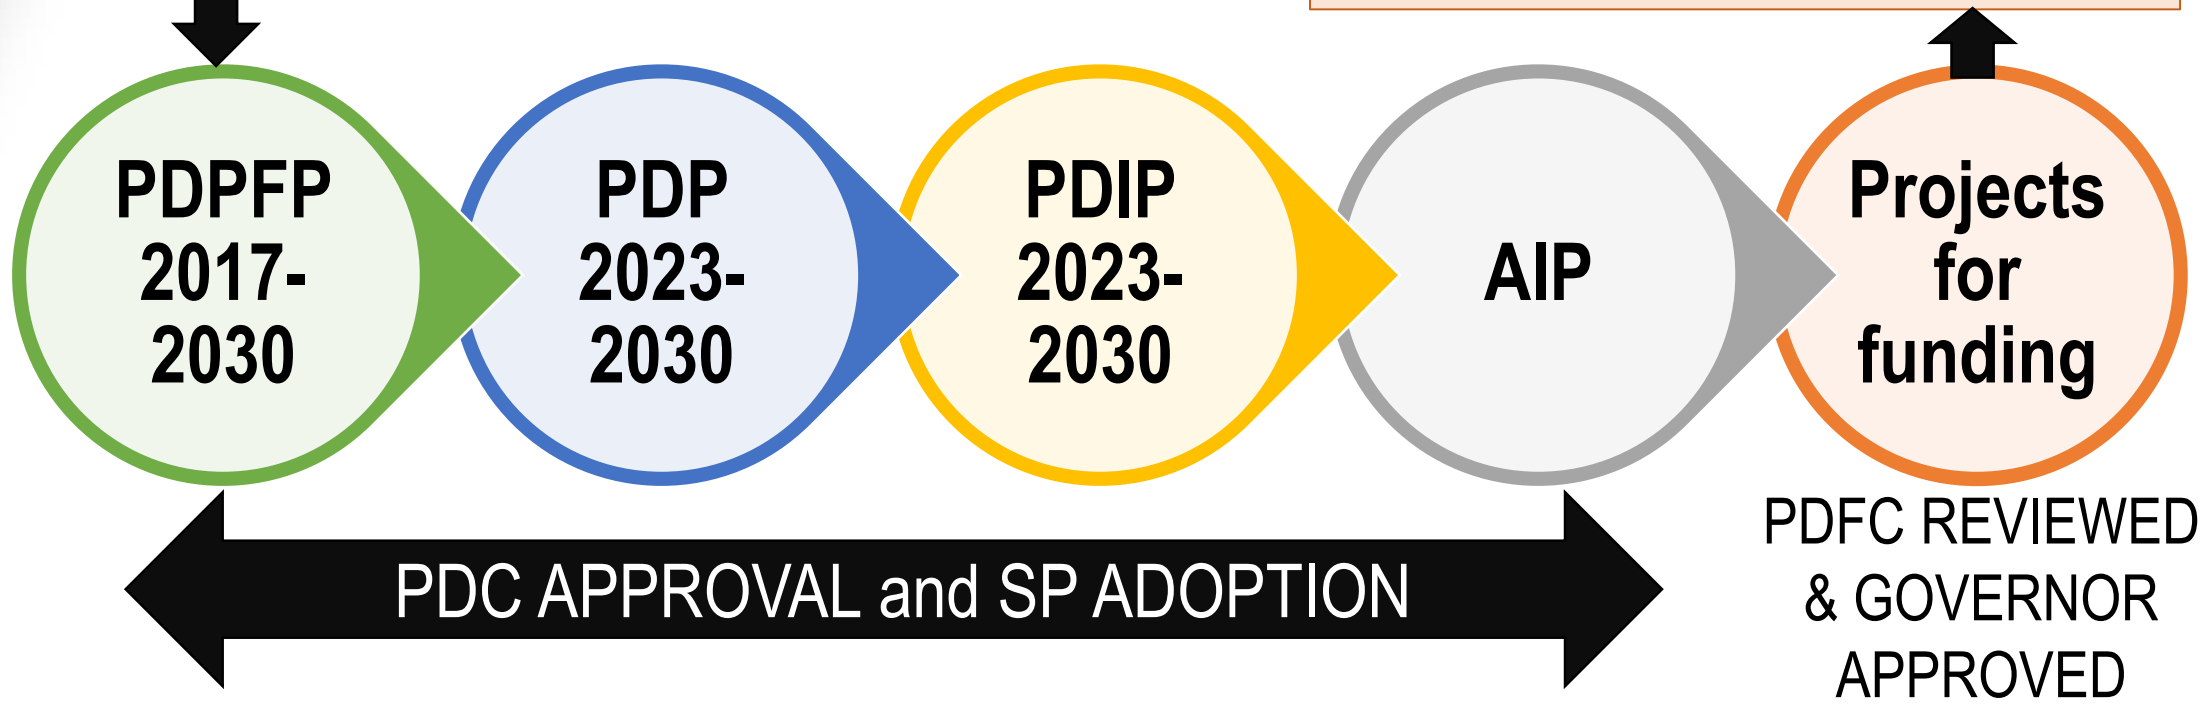 PDPFP
2017-
2030
PDP
2023-
2030
PDIP
2023-
2030
AIP
Projects
for
funding
PDC APPROVAL and SP ADOPTION
PDFC REVIEWED
& GOVERNOR
APPROVED